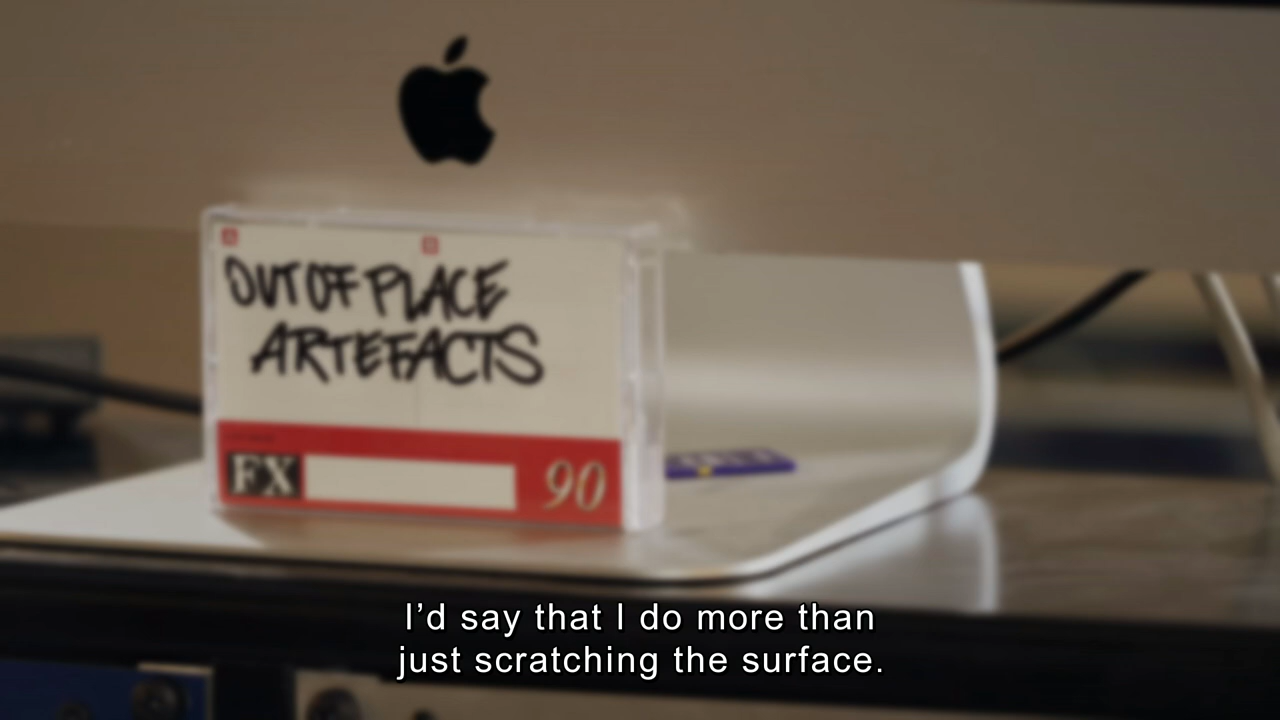 OUT OF PLACE
ARTEFACTS
FX
90
I’d say that I do more than
just scratching the surface.